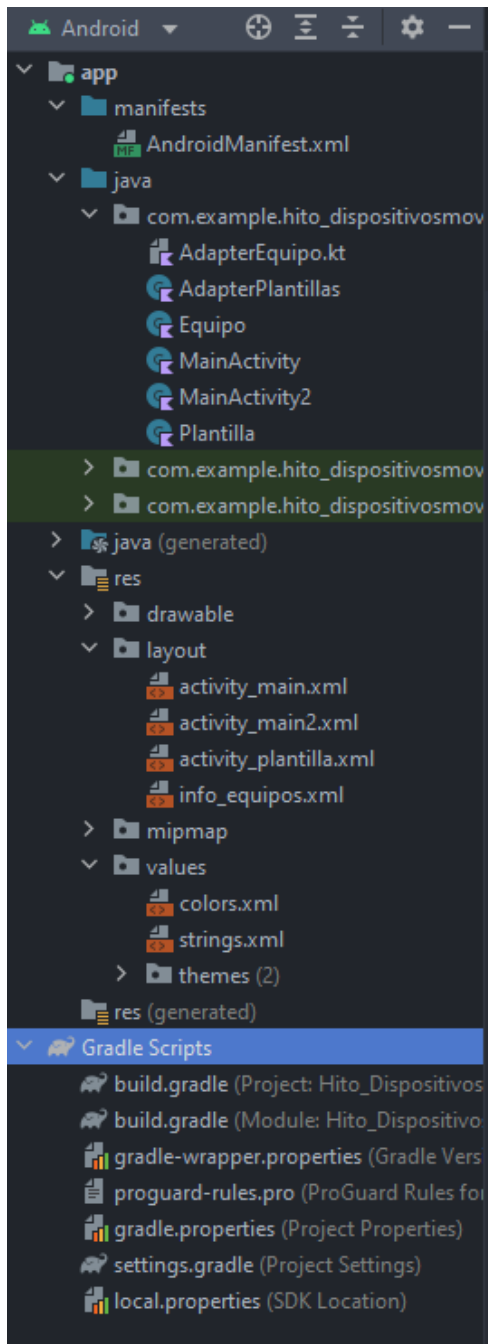 Android
app
manifests
AndroidManifest.xml
java
com.example.hito_dispositivosmov
AdapterEquipo.kt
AdapterPlantillas
Equipo
MainActivity
MainActivity2
Plantilla
com.example.hito_dispositivosmov
com.example.hito_dispositivosmov
java (generated)
res
drawable
layout
activity_main.xml
activity_main2.xml
activity_plantilla.xml
info_equipos.xml
mipmap
values
colors.xml
strings.xml
themes (2)
res (generated)
Gradle Scripts
build.gradle (Project: Hito_Dispositivos
build.gradle (Module: Hito_Dispositivo
gradle-wrapper.properties (Gradle Vers
proguard-rules.pro (ProGuard Rules for
gradle.properties (Project Properties)
settings.gradle (Project Settings)
local.properties (SDK Location)